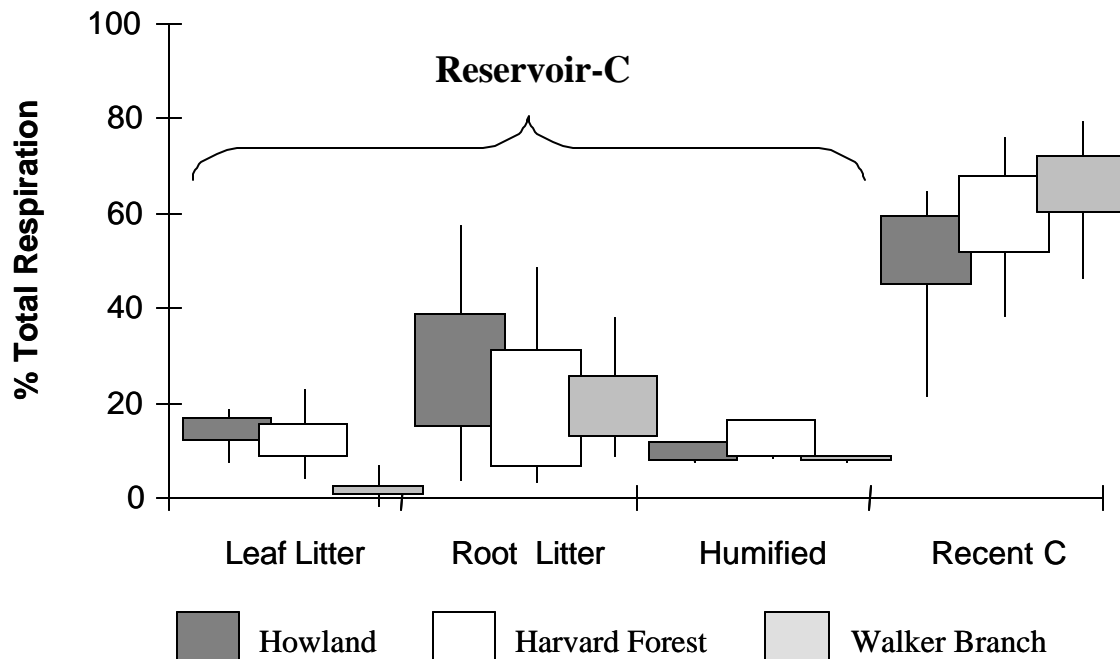 100
Reservoir-C
80
60
40
20
0
% Total Respiration
Leaf Litter Root Litter Humified Recent C
Howland Harvard Forest Walker Branch